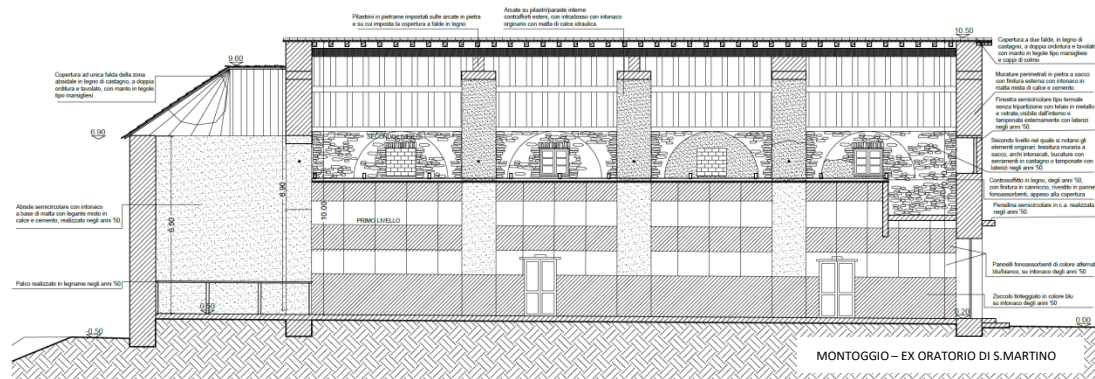 Pilastrini in pietrame impostati sulle arcate in pietra
e su cui imposta la copertura a falde in legno
Arcate su pilastri/paraste interne
contrafforti esterni, con intradosso con intonaco
originario con malta di calce idraulica.
10.50
Copertura a due falde, in legno di
castagno, a doppia orditura e tavolato,
con manto in tegole tipo marsigliesi
e coppi di colmo
9.60
Copertura ad unica falda della zona
absidale in legno di castagno, a doppia
orditura e tavolato, con manto in tegole
tipo marsigliesi .
Murature perimetrali in pietra a sacco
con finitura esterna con intonaco in
malta mista di calce e cemento
Finestra semicircolare tipo termale
senza tripartizione con telaio in metallo
e vetrate, visibile dall'interno e
tamponata esternamente con laterizi
negli anni '50.
6.90
SECONDO LIVELLO
Secondo livello nel quale si notano gli
elementi originari: tessitura muraria a
sacco, archi intonacati, bucature con
serramenti in castagno o tamponate con
laterizi negli anni '50.
Controsoffitto in legno, degli anni '50,
con finitura in canniccio, rivestito in pannelli
fonoassorbenti, appeso alla copertura
8.90
10.00
6.50
Abside semicircolare con intonaco
a base di malta con legante misto in
calce e cemento, realizzato negli anni '50.
PRIMO LIVELLO
Pensilina semicircolare in c.a. realizzata
negli anni '50.
Pannelli fonoassorbenti di colore alternato
blu/bianco, su intonaco degli anni '50
Palco realizzato in legname negli anni '50
Zoccolo tinteggiato in colore blu
su intonaco degli anni '50
0.50
0.20
-0.50
0.00
MONTOGGIO – EX ORATORIO DI S.MARTINO